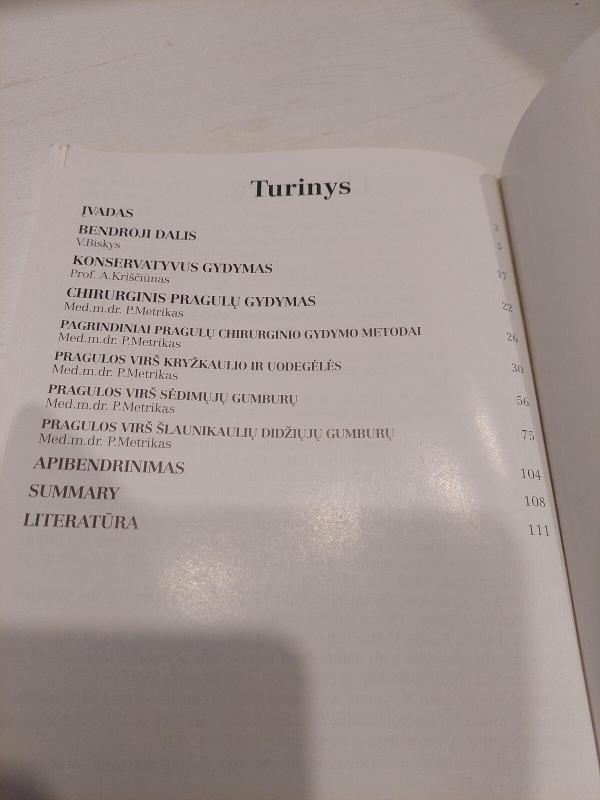 Turinys
ĮVADAS 3
BENDROJI DALIS 5
V.Biskys
KONSERVATYVUS GYDYMAS 17
Prof. A.Kriščiūnas
CHIRURGINIS PRAGULŲ GYDYMAS 22
Med.m.dr. P.Metrikas
PAGRINDINIAI PRAGULŲ CHIRURGINIO GYDYMO METODAI 26
Med.m.dr. P.Metrikas
PRAGULOS VIRŠ KRYŽKAULIO IR UODEGĖLĖS 30
Med.m.dr. P.Metrikas
PRAGULOS VIRŠ SĖDIMŲJŲ GUMBURŲ 56
Med.m.dr. P.Metrikas
PRAGULOS VIRŠ ŠLAUNIKAULIŲ DIDŽIŲJŲ GUMBURŲ 75
Med.m.dr. P.Metrikas
APIBENDRINIMAS 104
SUMMARY 108
LITERATŪRA 111